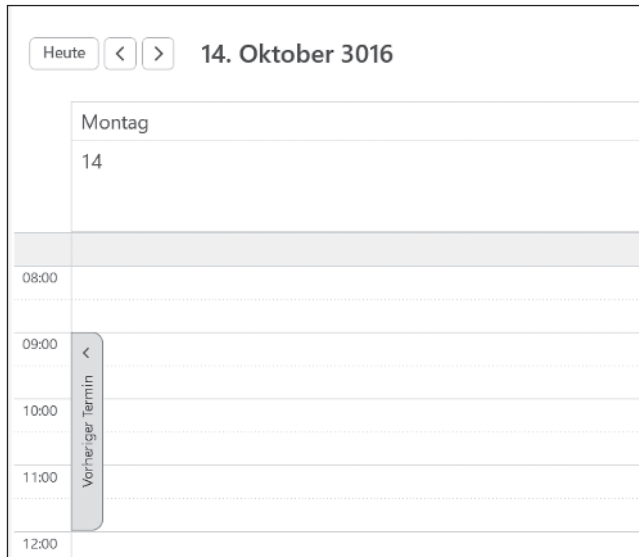 Heute < > 14. Oktober 3016
Montag
14
08:00
09:00
<
Vorheriger Termin
10:00
11:00
12:00